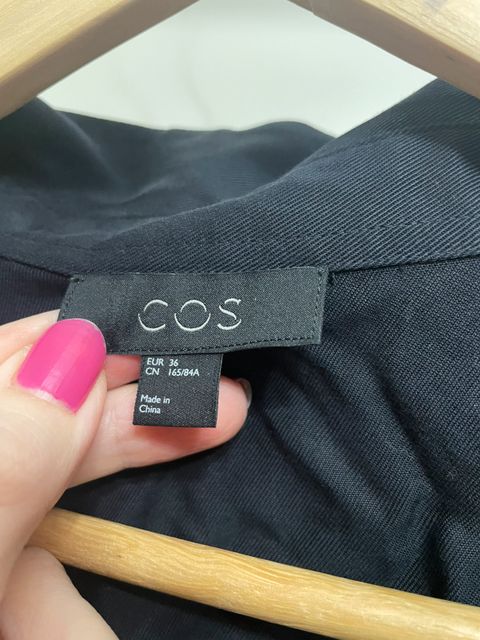 COS
EUR 36
CN 165/84A
Made in
China